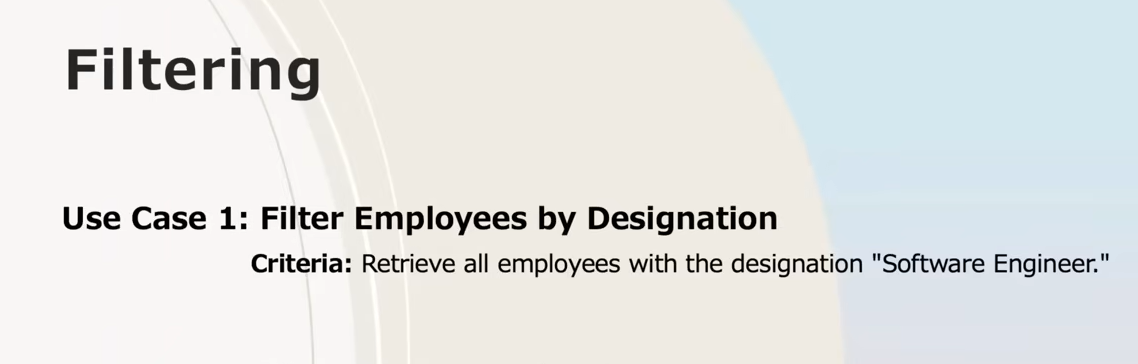 Filtering
Use Case 1: Filter Employees by Designation
Criteria: Retrieve all employees with the designation "Software Engineer."